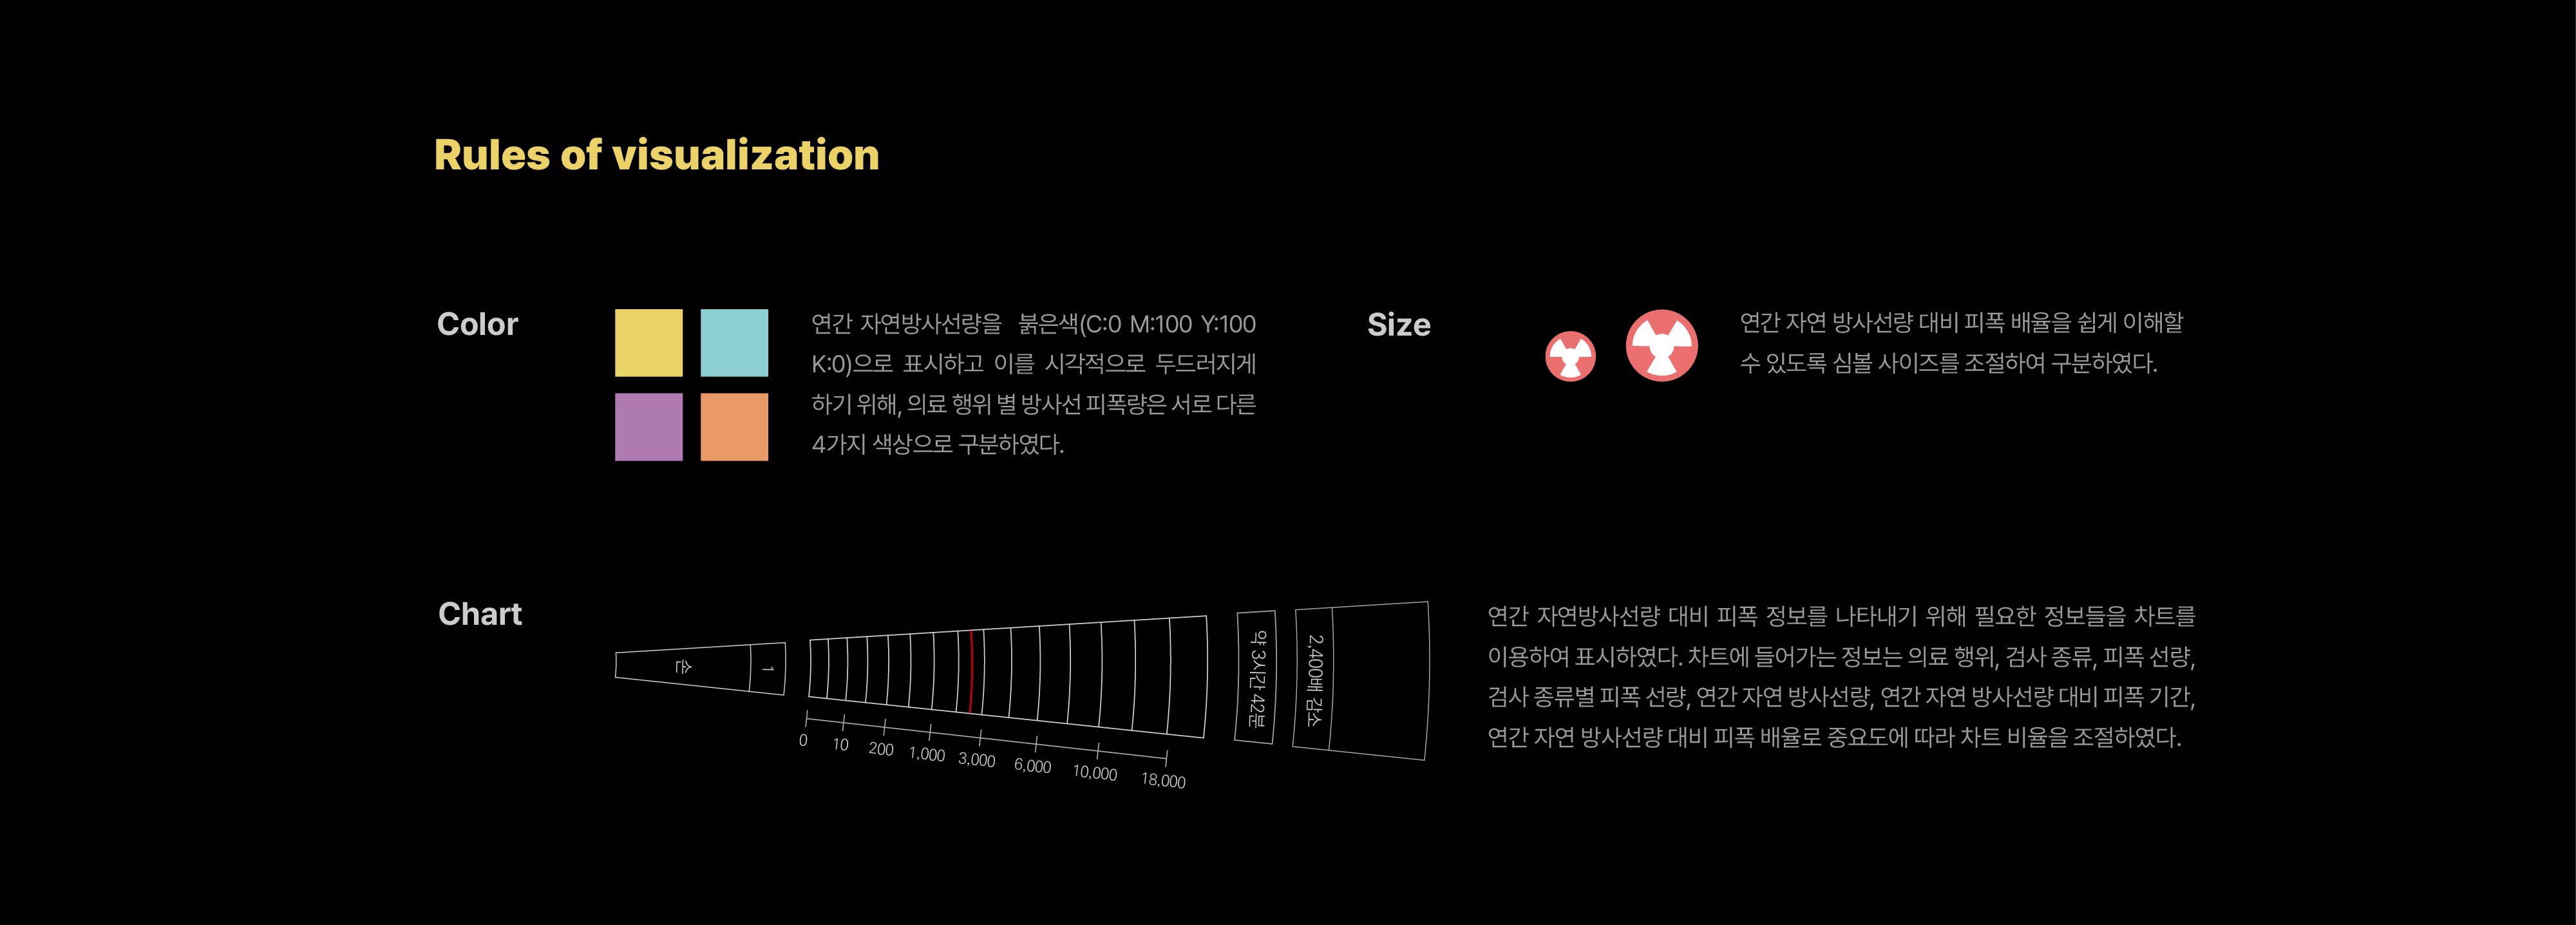 Rules of visualization
Color
연간 자연방사선량을 붉은색(C:0 M:100 Y:100
K:0)으로 표시하고 이를 시각적으로 두드러지게
하기 위해, 의료 행위 별 방사선 피폭량은 서로 다른
4가지 색상으로 구분하였다.
Size
연간 자연 방사선량 대비 피폭 배율을 쉽게 이해할
수 있도록 심볼 사이즈를 조절하여 구분하였다.
Chart
손
1
0
10
200
1,000
3,000
6,000
10,000
18,000
약 3시간 42분
2,400배 감소
연간 자연방사선량 대비 피폭 정보를 나타내기 위해 필요한 정보들을 차트를
이용하여 표시하였다. 차트에 들어가는 정보는 의료 행위, 검사 종류, 피폭 선량,
검사 종류별 피폭 선량, 연간 자연 방사선량, 연간 자연 방사선량 대비 피폭 기간,
연간 자연 방사선량 대비 피폭 배율로 중요도에 따라 차트 비율을 조절하였다.